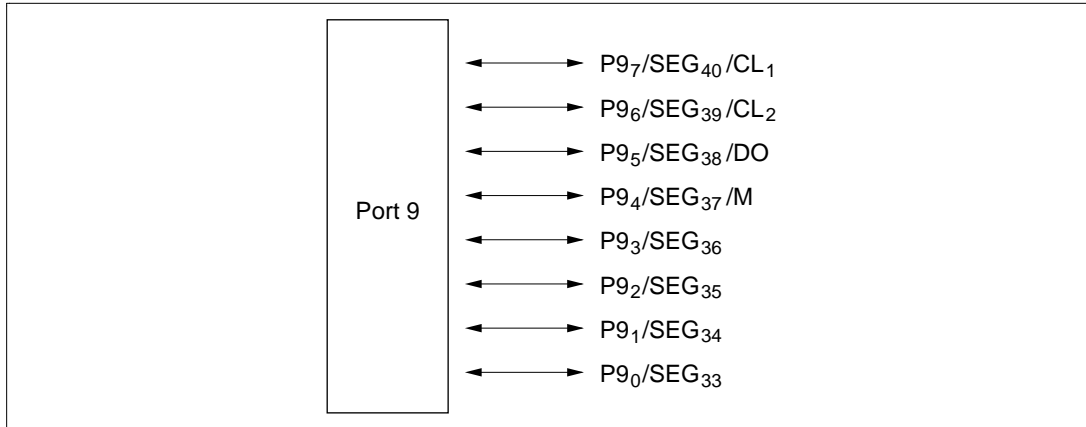 Port 9
P9₇/SEG₄₀/CL₁
P9₆/SEG₃₉/CL₂
P9₅/SEG₃₈/DO
P9₄/SEG₃₇/M
P9₃/SEG₃₆
P9₂/SEG₃₅
P9₁/SEG₃₄
P9₀/SEG₃₃